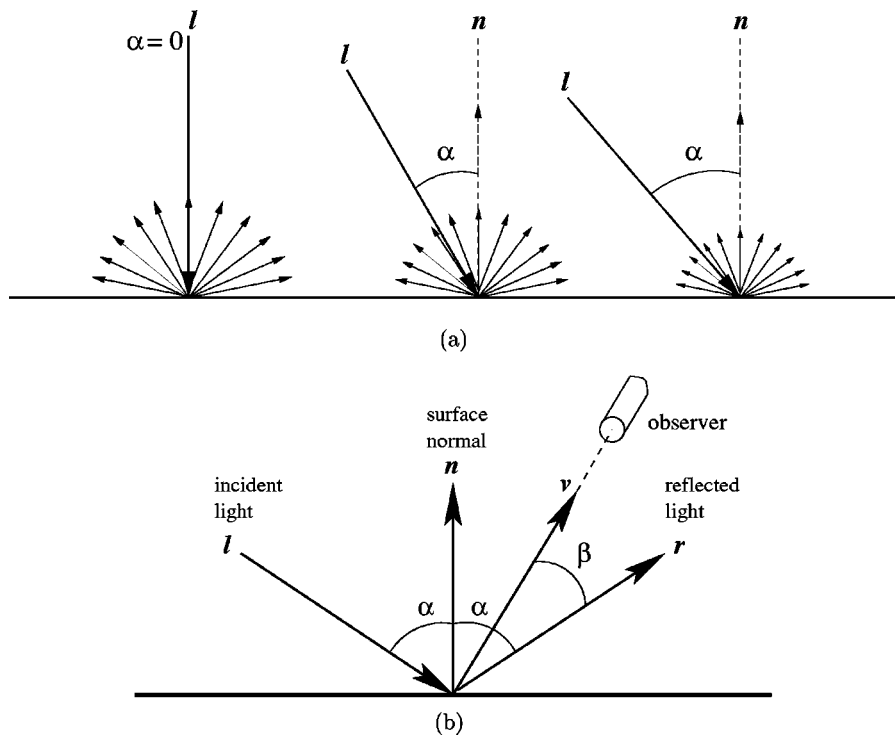 l
α = 0
l
n
α
l
n
α
(a)
surface
normal
n
observer
incident
light
l
v
reflected
light
r
β
α
α
(b)